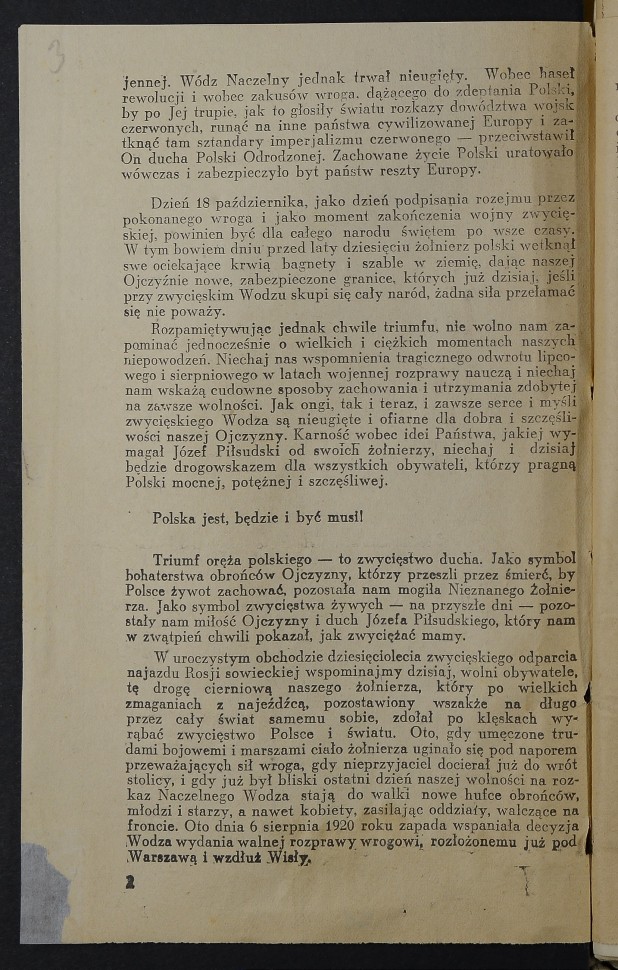 3
jennej. Wódz Naczelny jednak trwał nieugięty. Wobec haseł
rewolucji i wobec zakusów wroga, dążącego do zdeptania Polski,
by po Jej trupie, jak to głosiły światu rozkazy dowództwa wojsk
czerwonych, runąć na inne państwa cywilizowanej Europy i za-
tknąć tam sztandary imperjalizmu czerwonego — przeciwstawił
On ducha Polski Odrodzonej. Zachowane życie Polski uratowało
wówczas i zabezpieczyło byt państw reszty Europy.
Dzień 18 października, jako dzień podpisania rozejmu przez
pokonanego wroga i jako moment zakończenia wojny zwycię-
skiej, powinien być dla całego narodu świętem po wsze czasy.
W tym bowiem dniu przed laty dziesięciu żołnierz polski wetknął
swe ociekające krwią bagnety i szable w ziemię, dając naszej
Ojczyźnie nowe, zabezpieczone granice, których już dzisiaj, jeśli
przy zwycięskim Wodzu skupi się cały naród, żadna siła przełamać
się nie poważy.
Rozpamiętywując jednak chwile triumfu, nie wolno nam za-
pominać jednocześnie o wielkich i ciężkich momentach naszych
niepowodzeń. Niechaj nas wspomnienia tragicznego odwrotu lipco-
wego i sierpniowego w latach wojennej rozprawy nauczą i niechaj
nam wskażą cudowne sposoby zachowania i utrzymania zdobytej
na zawsze wolności. Jak ongi, tak i teraz, i zawsze serce i myśli
zwycięskiego Wodza są nieugięte i ofiarne dla dobra i szczęśli-
wości naszej Ojczyzny. Karność wobec idei Państwa, jakiej wy-
magał Józef Piłsudski od swoich żołnierzy, niechaj i dzisiaj
będzie drogowskazem dla wszystkich obywateli, którzy pragną
Polski mocnej, potężnej i szczęśliwej.
Polska jest, będzie i być musi!
Triumf oręża polskiego — to zwycięstwo ducha. Jako symbol
bohaterstwa obrońców Ojczyzny, którzy przeszli przez śmierć, by
Polsce żywot zachować, pozostała nam mogiła Nieznanego Żołnie-
rza. Jako symbol zwycięstwa żywych — na przyszłe dni — pozo-
stały nam miłość Ojczyzny i duch Józefa Piłsudskiego, który nam
w zwątpień chwili pokazał, jak zwyciężać mamy.
W uroczystym obchodzie dziesięciolecia zwycięskiego odparcia
najazdu Rosji sowieckiej wspominajmy dzisiaj, wolni obywatele,
tę drogę cierniową naszego żołnierza, który po wielkich
zmaganiach z najeźdźcą, pozostawiony wszakże na długo
przez cały świat samemu sobie, zdołał po klęskach wy-
rąbać zwycięstwo Polsce i światu. Oto, gdy umęczone tru-
dami bojowemi i marszami ciało żołnierza uginało się pod naporem
przeważających sił wroga, gdy nieprzyjaciel docierał już do wrót
stolicy, i gdy już był bliski ostatni dzień naszej wolności na roz-
kaz Naczelnego Wodza stają do walki nowe hufce obrońców,
młodzi i starzy, a nawet kobiety, zasilając oddziały, walczące na
froncie. Oto dnia 6 sierpnia 1920 roku zapada wspaniała decyzja
Wodza wydania walnej rozprawy wrogowi, rozłożonemu już pod
Warszawą i wzdłuż Wisły.
2